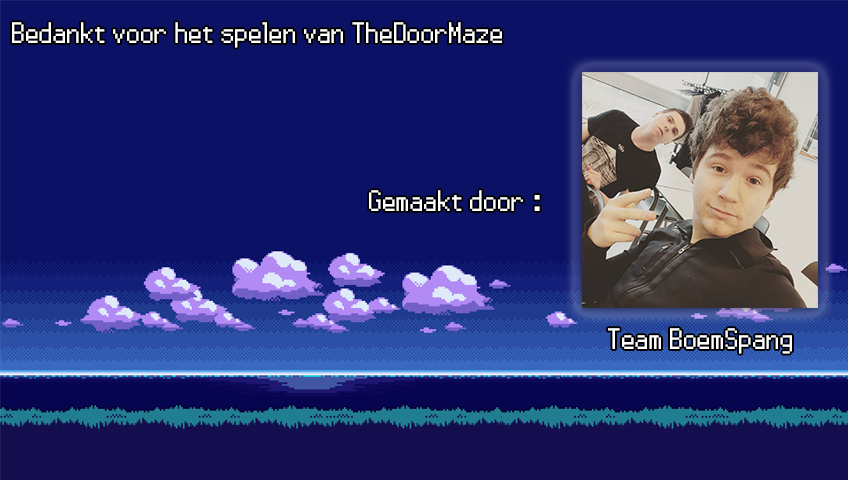 Bedankt voor het spelen van TheDoorMaze
Gemaakt door :
Team BoemSpang